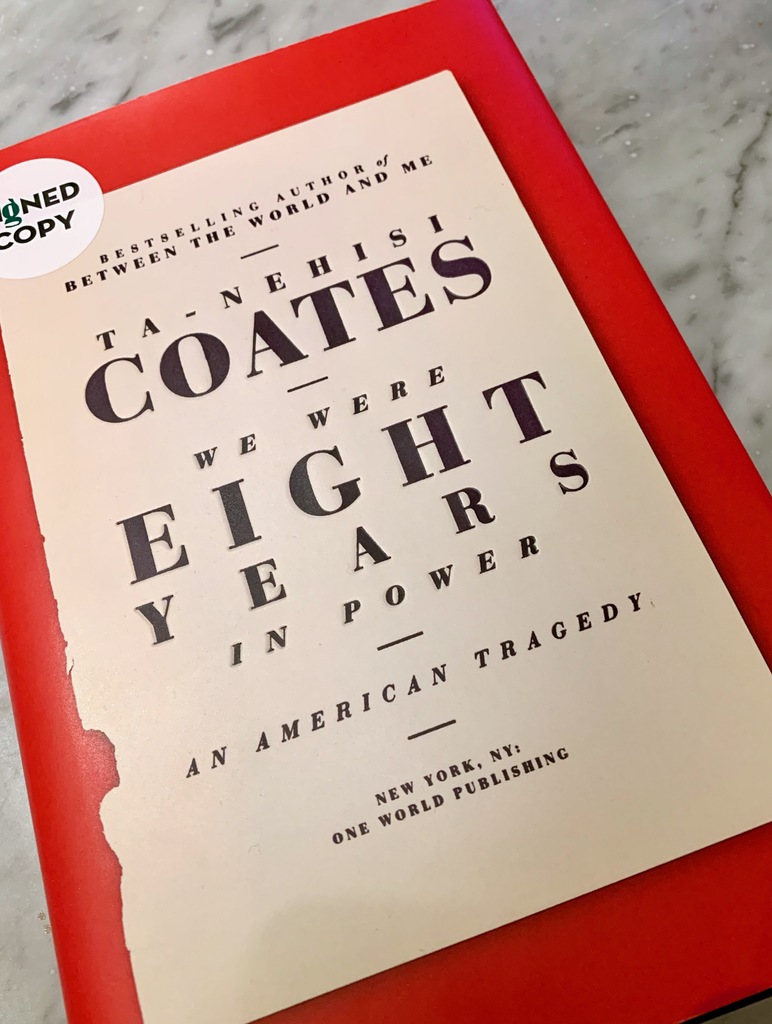 SIGNED
COPY
BESTSELLING AUTHOR of
BETWEEN THE WORLD AND ME
TA-NEHISI
COATES
WE WERE
EIGHT
YEARS
IN POWER
AN AMERICAN TRAGEDY
NEW YORK, NY:
ONE WORLD PUBLISHING